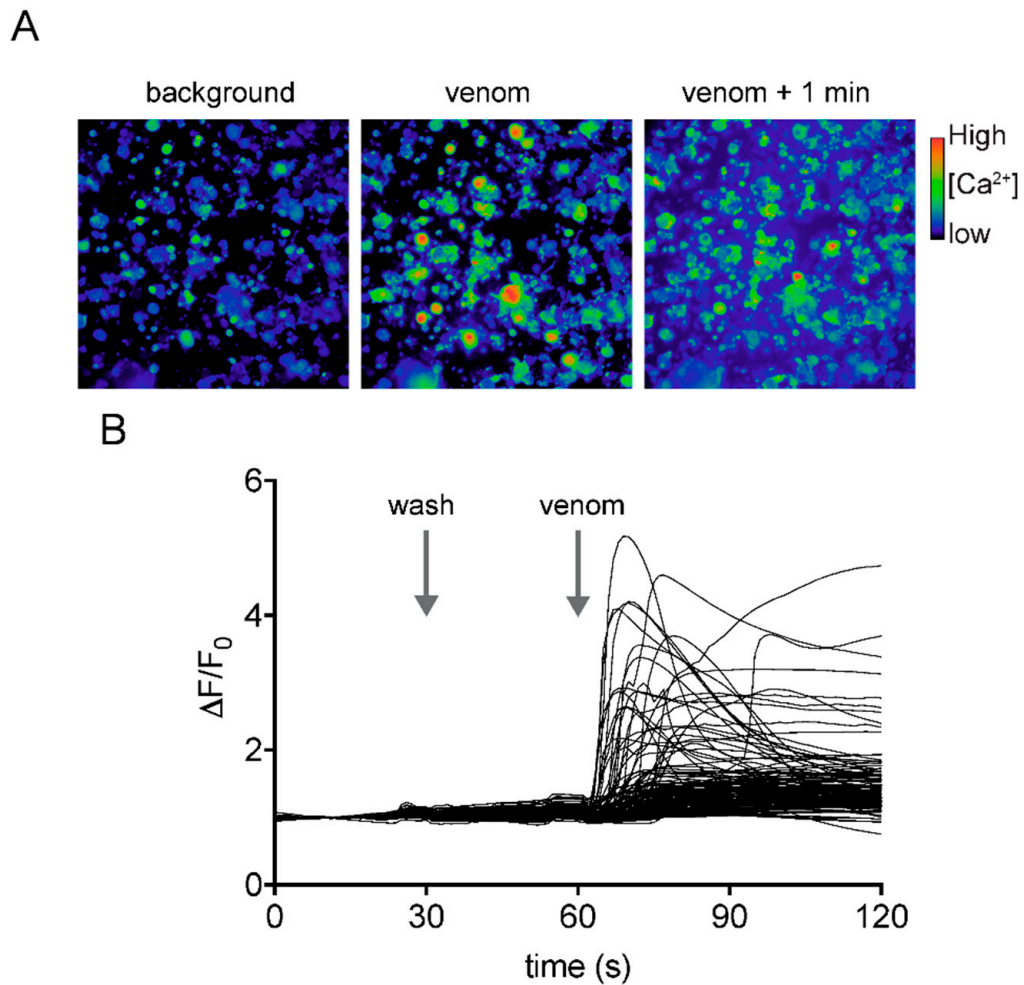 A
background
venom
venom + 1 min
High
[Ca²⁺]
low
B
6
4
2
0
ΔF/F₀
wash
venom
0
30
60
90
120
time (s)